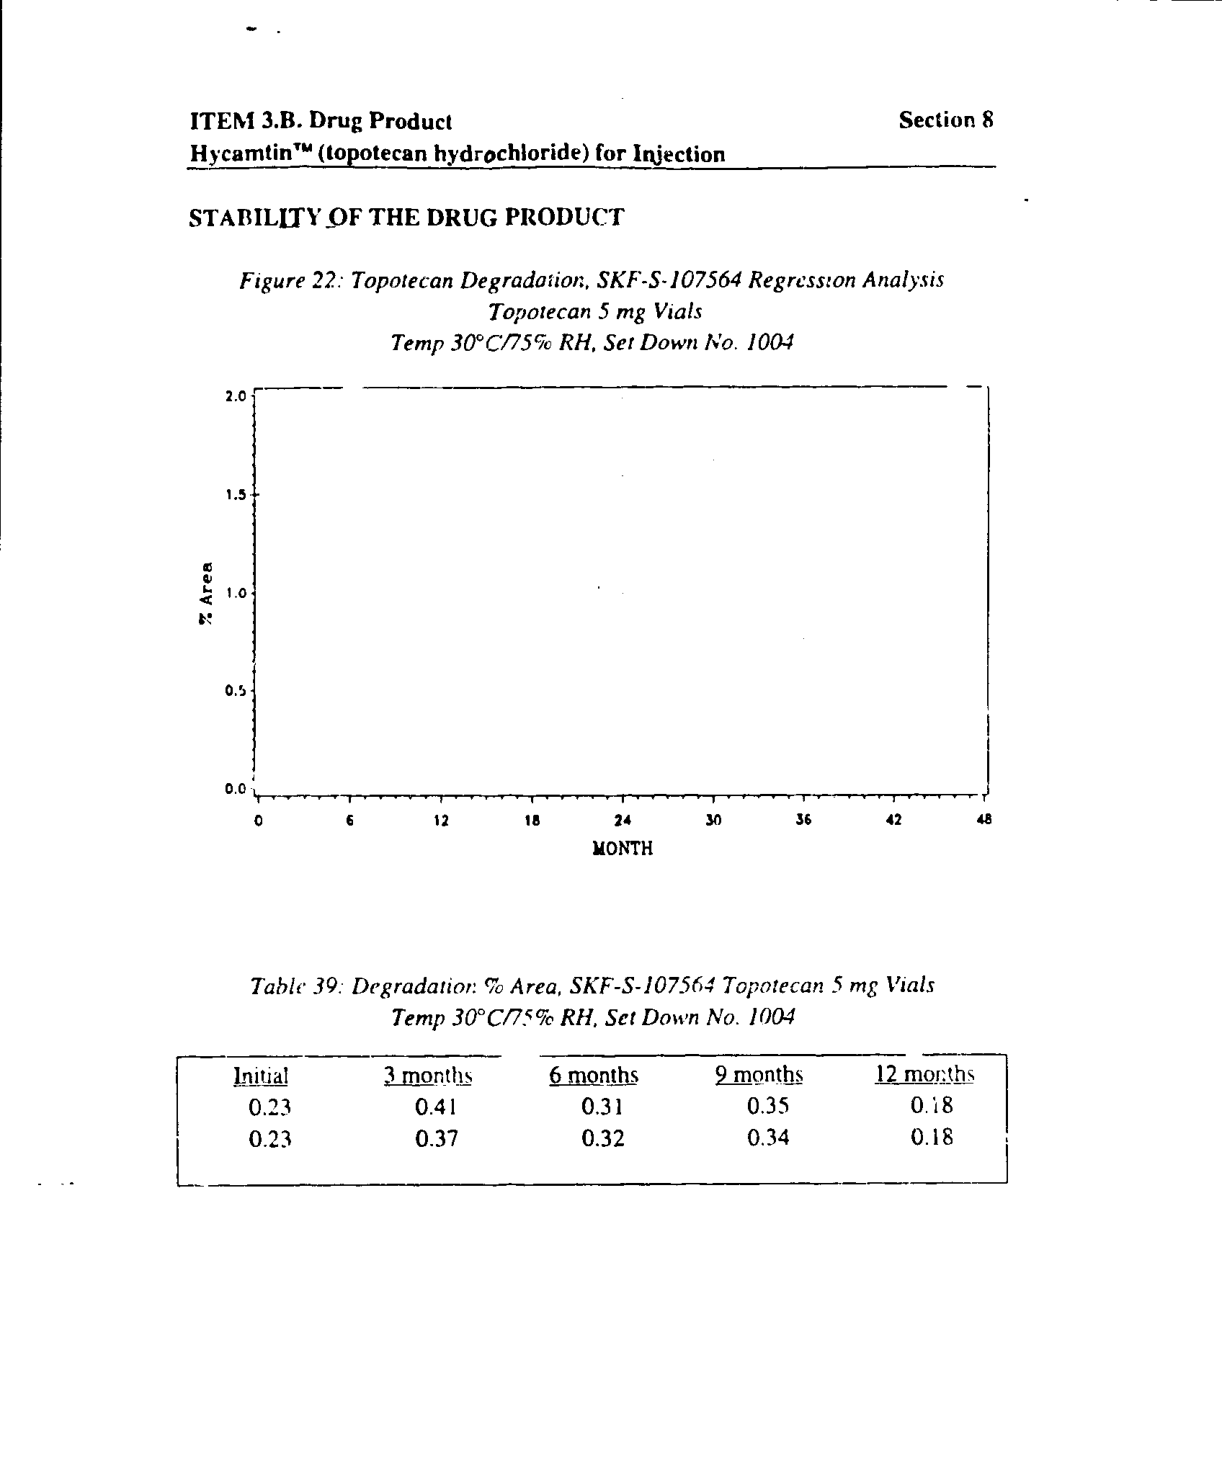 ITEM 3.B. Drug Product Section 8
Hycamtin™ (topotecan hydrochloride) for Injection
STABILITY OF THE DRUG PRODUCT
Figure 22: Topotecan Degradation, SKF-S-107564 Regression Analysis
Topotecan 5 mg Vials
Temp 30°C/75% RH, Set Down No. 1004
2.0
1.5
1.0
0.5
0.0
% Area
0 6 12 18 24 30 36 42 48
MONTH
Table 39: Degradation % Area, SKF-S-107564 Topotecan 5 mg Vials
Temp 30°C/75% RH, Set Down No. 1004
Initial 3 months 6 months 9 months 12 months
0.23 0.41 0.31 0.35 0.18
0.23 0.37 0.32 0.34 0.18